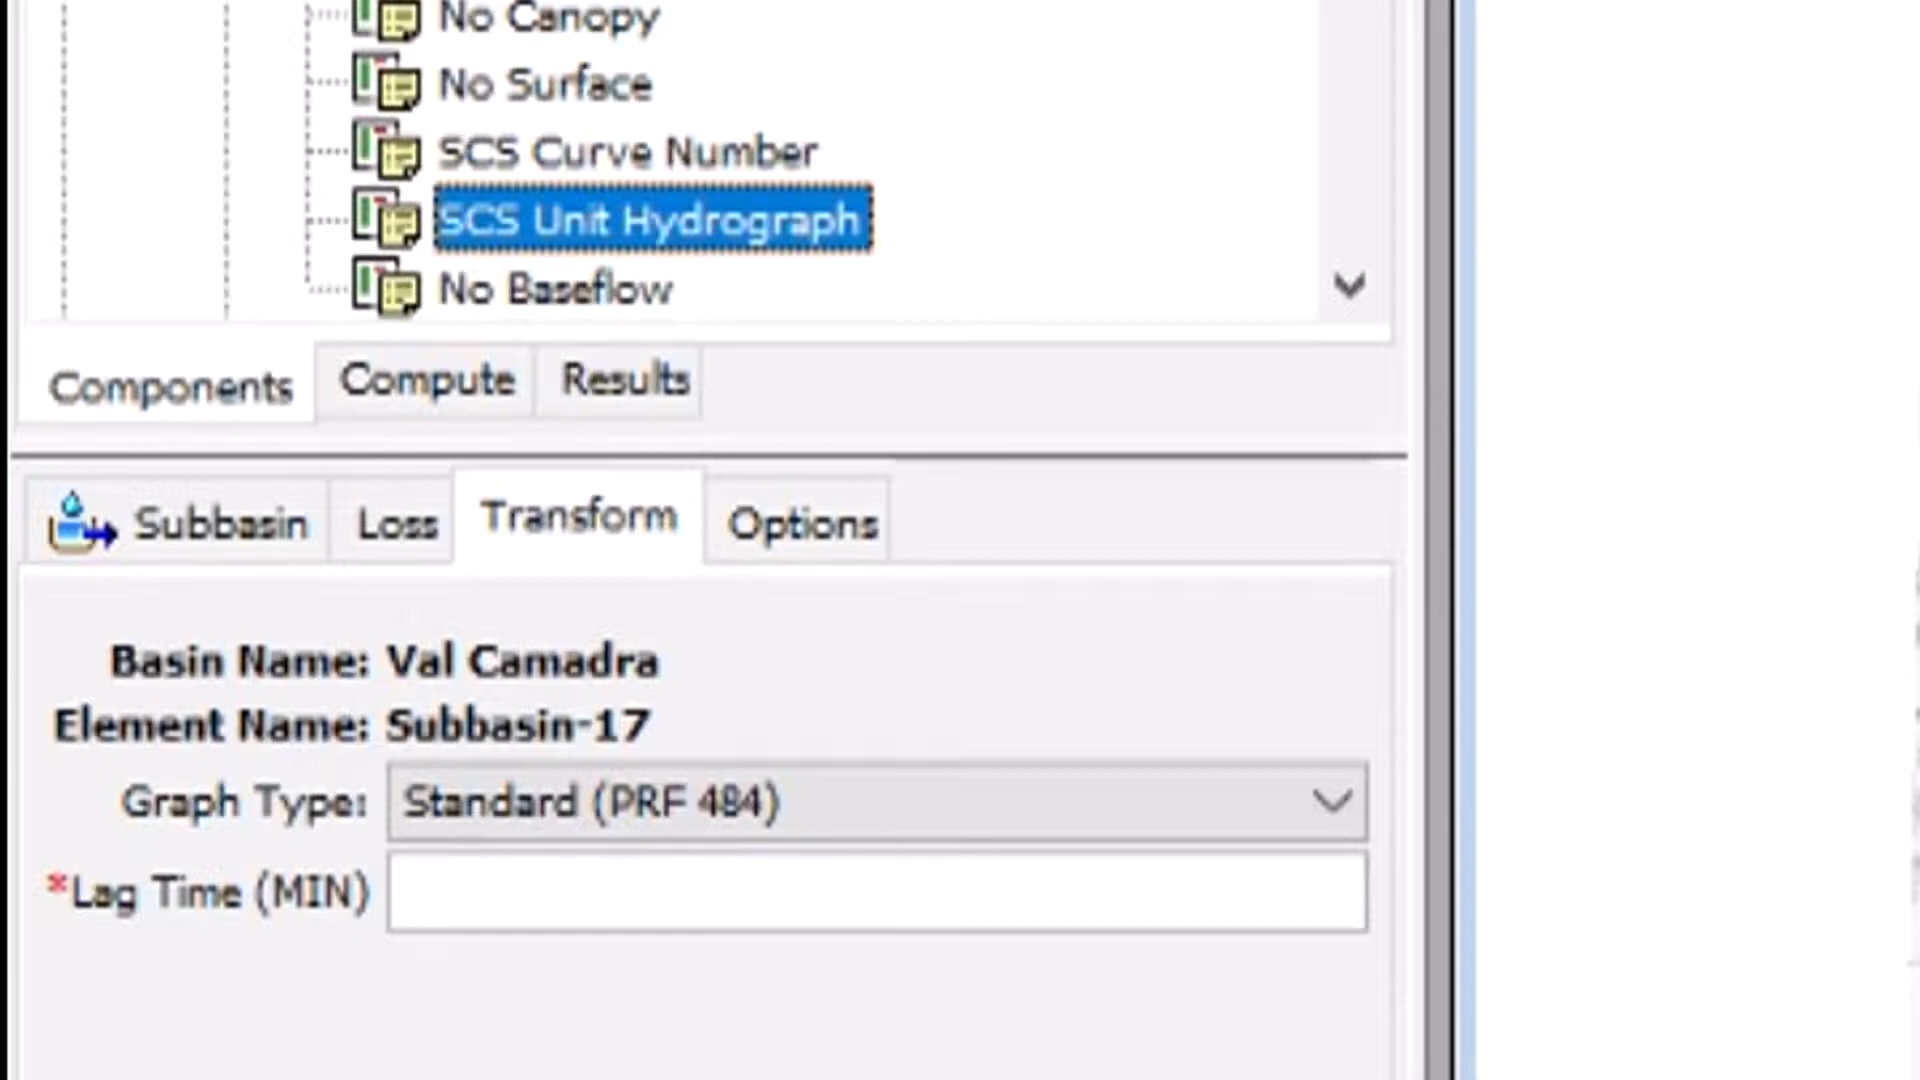 No Canopy
No Surface
SCS Curve Number
SCS Unit Hydrograph
No Baseflow
Components Compute Results
Subbasin Loss Transform Options
Basin Name: Val Camadra
Element Name: Subbasin-17
Graph Type: Standard (PRF 484)
*Lag Time (MIN)